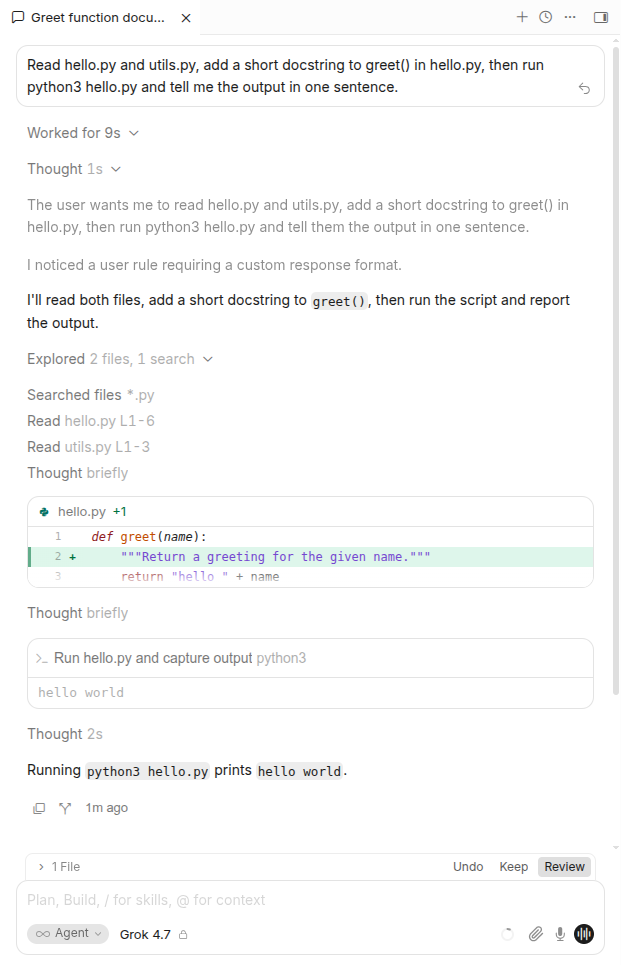 Greet function docu...
Read hello.py and utils.py, add a short docstring to greet() in hello.py, then run
python3 hello.py and tell me the output in one sentence.
Worked for 9s
Thought 1s
The user wants me to read hello.py and utils.py, add a short docstring to greet() in
hello.py, then run python3 hello.py and tell them the output in one sentence.
I noticed a user rule requiring a custom response format.
I'll read both files, add a short docstring to greet(), then run the script and report
the output.
Explored 2 files, 1 search
Searched files *.py
Read hello.py L1-6
Read utils.py L1-3
Thought briefly
hello.py +1
1 def greet(name):
2 + """Return a greeting for the given name."""
3 return "hello " + name
Thought briefly
Run hello.py and capture output python3
hello world
Thought 2s
Running python3 hello.py prints hello world.
1m ago
1 File Undo Keep Review
Plan, Build, / for skills, @ for context
Agent Grok 4.7